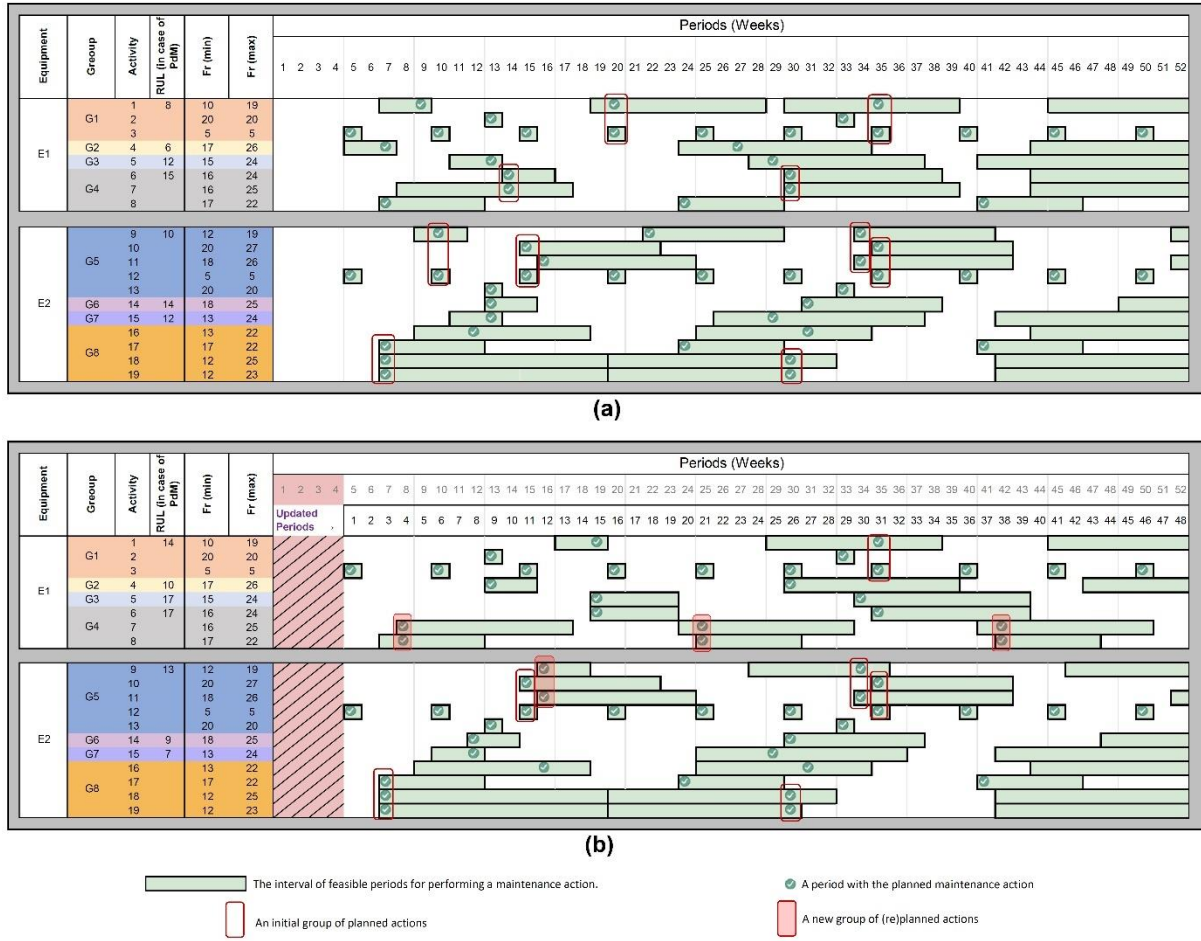 Periods (Weeks)
Equipment Greoup Activity RUL (in case of PdM) Fr (min) Fr (max) 1 2 3 4 5 6 7 8 9 10 11 12 13 14 15 16 17 18 19 20 21 22 23 24 25 26 27 28 29 30 31 32 33 34 35 36 37 38 39 40 41 42 43 44 45 46 47 48 49 50 51 52
E1
G1
1 8 10 19
2 20 20
3 5 5
G2 4 6 17 26
G3 5 12 15 24
G4
6 15 16 24
7 16 25
8 17 22
E2
G5
9 10 12 19
10 20 27
11 18 26
12 5 5
13 20 20
G6 14 14 18 25
G7 15 12 13 24
G8
16 13 22
17 17 22
18 12 25
19 12 23
(a)
Periods (Weeks)
Equipment Greoup Activity RUL (in case of PdM) Fr (min) Fr (max)
1 2 3 4 5 6 7 8 9 10 11 12 13 14 15 16 17 18 19 20 21 22 23 24 25 26 27 28 29 30 31 32 33 34 35 36 37 38 39 40 41 42 43 44 45 46 47 48 49 50 51 52
Updated Periods
1 2 3 4 5 6 7 8 9 10 11 12 13 14 15 16 17 18 19 20 21 22 23 24 25 26 27 28 29 30 31 32 33 34 35 36 37 38 39 40 41 42 43 44 45 46 47 48
E1
G1
1 14 10 19
2 20 20
3 5 5
G2 4 10 17 26
G3 5 17 15 24
G4
6 17 16 24
7 16 25
8 17 22
E2
G5
9 13 12 19
10 20 27
11 18 26
12 5 5
13 20 20
G6 14 9 18 25
G7 15 7 13 24
G8
16 13 22
17 17 22
18 12 25
19 12 23
(b)
The interval of feasible periods for performing a maintenance action.
A period with the planned maintenance action
An initial group of planned actions
A new group of (re)planned actions